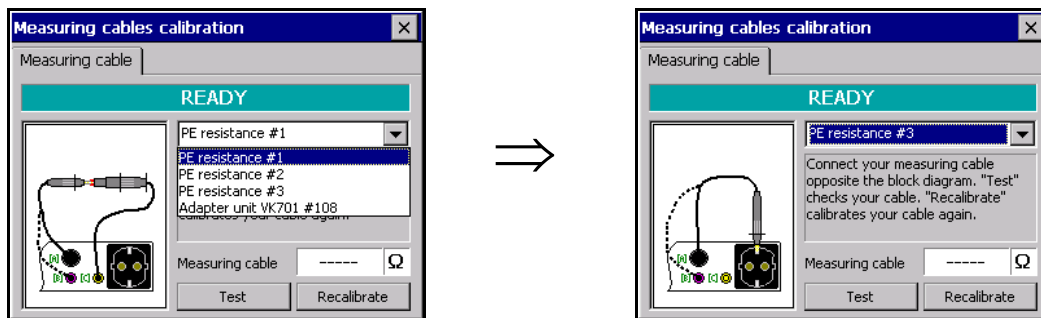 Measuring cables calibration
Measuring cable
READY
PE resistance #1
PE resistance #1
PE resistance #2
PE resistance #3
Adapter unit VK701 #108
calibrates your cable again.
[A]
[B] [C]
Measuring cable ----- Ω
Test Recalibrate
⇒
Measuring cables calibration
Measuring cable
READY
PE resistance #3
Connect your measuring cable
opposite the block diagram. "Test"
checks your cable. "Recalibrate"
calibrates your cable again.
[A]
[B] [C]
Measuring cable ----- Ω
Test Recalibrate